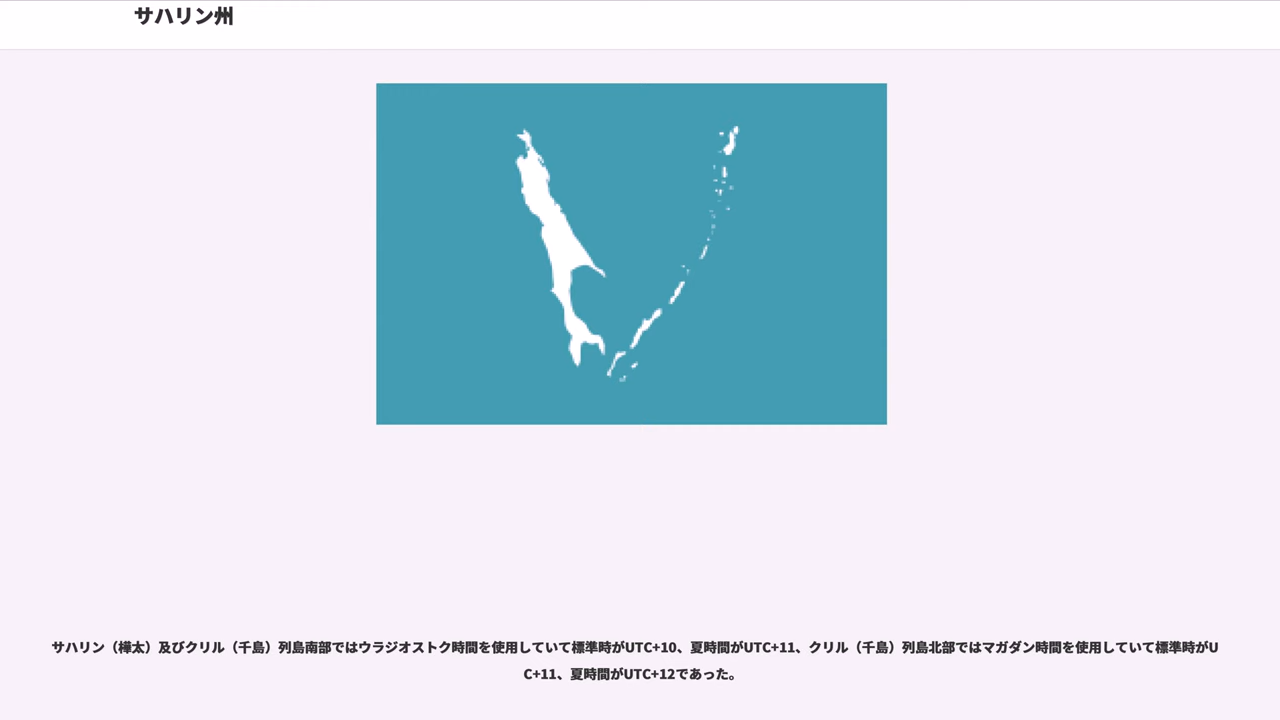 サハリン州
サハリン（樺太）及びクリル（千島）列島南部ではウラジオストク時間を使用していて標準時がUTC+10、夏時間がUTC+11、クリル（千島）列島北部ではマガダン時間を使用していて標準時がU
C+11、夏時間がUTC+12であった。